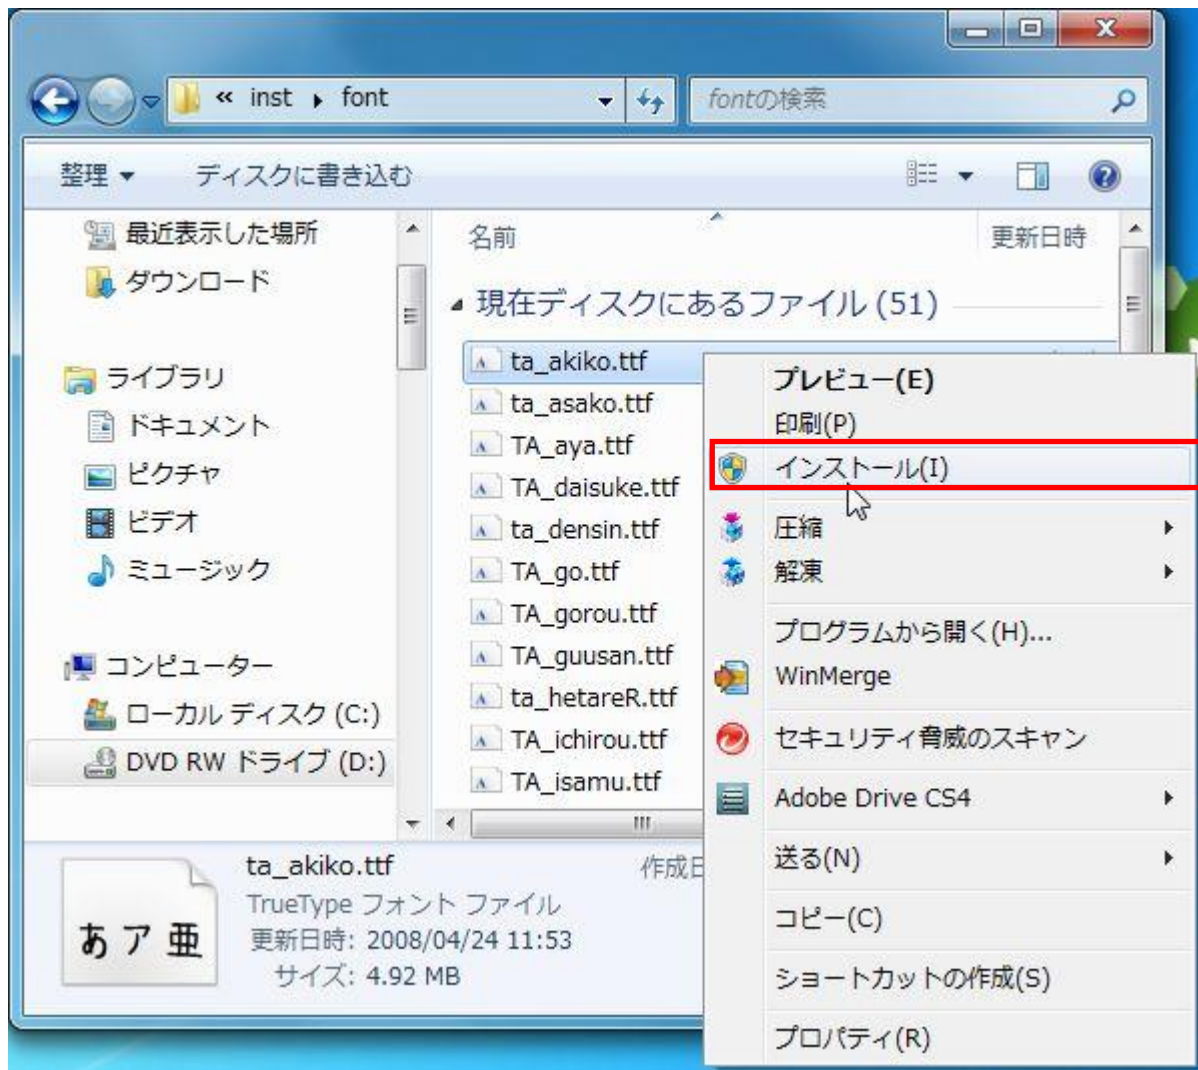 « inst ▸ font
fontの検索
整理 ディスクに書き込む
最近表示した場所
ダウンロード
ライブラリ
ドキュメント
ピクチャ
ビデオ
ミュージック
コンピューター
ローカル ディスク (C:)
DVD RW ドライブ (D:)
名前 更新日時
現在ディスクにあるファイル (51)
ta_akiko.ttf
ta_asako.ttf
TA_aya.ttf
TA_daisuke.ttf
ta_densin.ttf
TA_go.ttf
TA_gorou.ttf
TA_guusan.ttf
ta_hetareR.ttf
TA_ichirou.ttf
TA_isamu.ttf
プレビュー(E)
印刷(P)
インストール(I)
圧縮
解凍
プログラムから開く(H)...
WinMerge
セキュリティ脅威のスキャン
Adobe Drive CS4
送る(N)
コピー(C)
ショートカットの作成(S)
プロパティ(R)
あア亜
ta_akiko.ttf 作成日
TrueType フォント ファイル
更新日時: 2008/04/24 11:53
サイズ: 4.92 MB